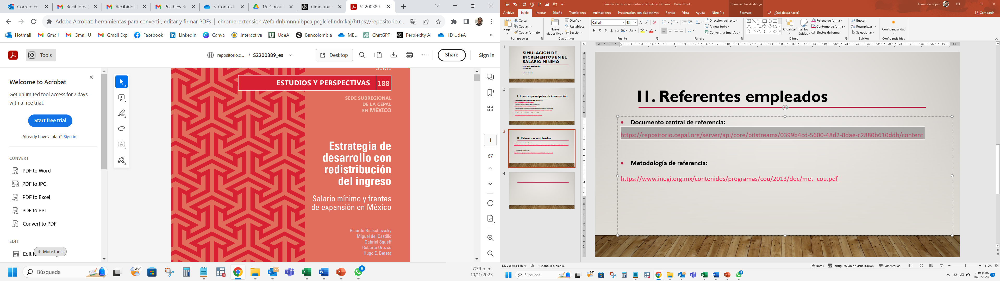 Correo: Fer
Recibidos (
Recibidos (
Posibles Re
5. Context
15. Consult
dime una r
S2200389_
Adobe Acrobat: herramientas para convertir, editar y firmar PDFs | chrome-extension://efaidnbmnnnibpcajpcglclefindmkaj/https://repositorio.c...
Hotmail
Gmail
Gmail U
Gmail Exp
Facebook
LinkedIn
Canva
Interactiva
UdeA
Bancolombia
MEL
ChatGPT
Perplexity AI
1D UdeA
»
Tools
repositorio.c... / S2200389_es
Desktop
Share
Sign in
Welcome to Acrobat
Get unlimited tool access for 7 days
with a free trial.
Start free trial
Already have a plan? Sign in
CONVERT
PDF to Word
PDF to JPG
PDF to Excel
PDF to PPT
Convert to PDF
EDIT
More tools
SERIE
ESTUDIOS Y PERSPECTIVAS 188
SEDE SUBREGIONAL
DE LA CEPAL
EN MÉXICO
Estrategia de
desarrollo con
redistribución
del ingreso
Salario mínimo y frentes
de expansión en México
Ricardo Bielschowsky
Miguel del Castillo
Gabriel Squeff
Roberto Orozco
Hugo E. Beteta
1
67
Búsqueda
26°
8
7:39 p. m.
10/11/2023
Simulación de incrementos en el salario mínimo - PowerPoint
Herramientas de dibujo
Fernando López
Archivo
Inicio
Insertar
Diseño
Transiciones
Animaciones
Presentación con diapositivas
Revisar
Vista
Ayuda
Nitro Pro
Formato
¿Qué desea hacer?
Compartir
Pegar
Cortar
Copiar
Copiar formato
Portapapeles
Nueva
diapositiva
Diseño
Restablecer
Sección
Diapositivas
Calibri
18
N K S S abc AV Aa
Fuente
Dirección del texto
Alinear texto
Convertir a SmartArt
Párrafo
Organizar
Estilos
rápidos
Relleno de forma
Contorno de forma
Efectos de forma
Dibujo
Buscar
Reemplazar
Seleccionar
Edición
Confidencialidad
Confidencialidad
1
SIMULACIÓN DE
INCREMENTOS EN EL
SALARIO MÍNIMO
2
1. Fuentes principales de información
3
11. Referentes empleados
4
11. Referentes empleados
• Documento central de referencia:
https://repositorio.cepal.org/server/api/core/bitstreams/0399b4cd-5600-48d2-8dae-c2880b610ddb/content
• Metodología de referencia:
https://www.inegi.org.mx/contenidos/programas/cou/2013/doc/met_cou.pdf
Diapositiva 3 de 4
Español (Colombia)
Notas
Configuración de visualización
Comentarios
110%
Búsqueda
26°
8
7:39 p. m.
10/11/2023
18